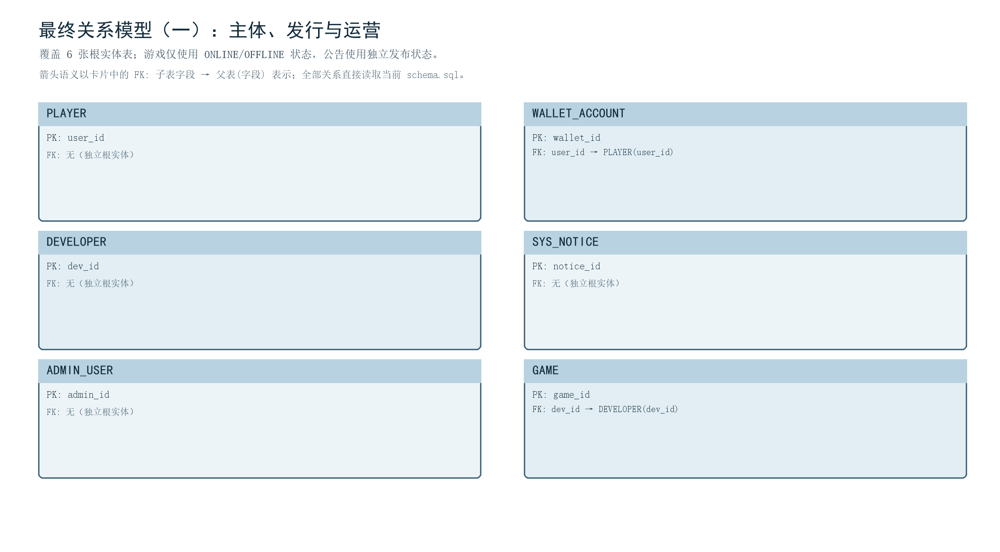 最终关系模型（一）：主体、发行与运营
覆盖 6 张根实体表；游戏仅使用 ONLINE/OFFLINE 状态，公告使用独立发布状态。
箭头语义以卡片中的 FK: 子表字段 → 父表(字段) 表示；全部关系直接读取当前 schema.sql。
PLAYER
PK: user_id
FK: 无（独立根实体）
WALLET_ACCOUNT
PK: wallet_id
FK: user_id → PLAYER(user_id)
DEVELOPER
PK: dev_id
FK: 无（独立根实体）
SYS_NOTICE
PK: notice_id
FK: 无（独立根实体）
ADMIN_USER
PK: admin_id
FK: 无（独立根实体）
GAME
PK: game_id
FK: dev_id → DEVELOPER(dev_id)